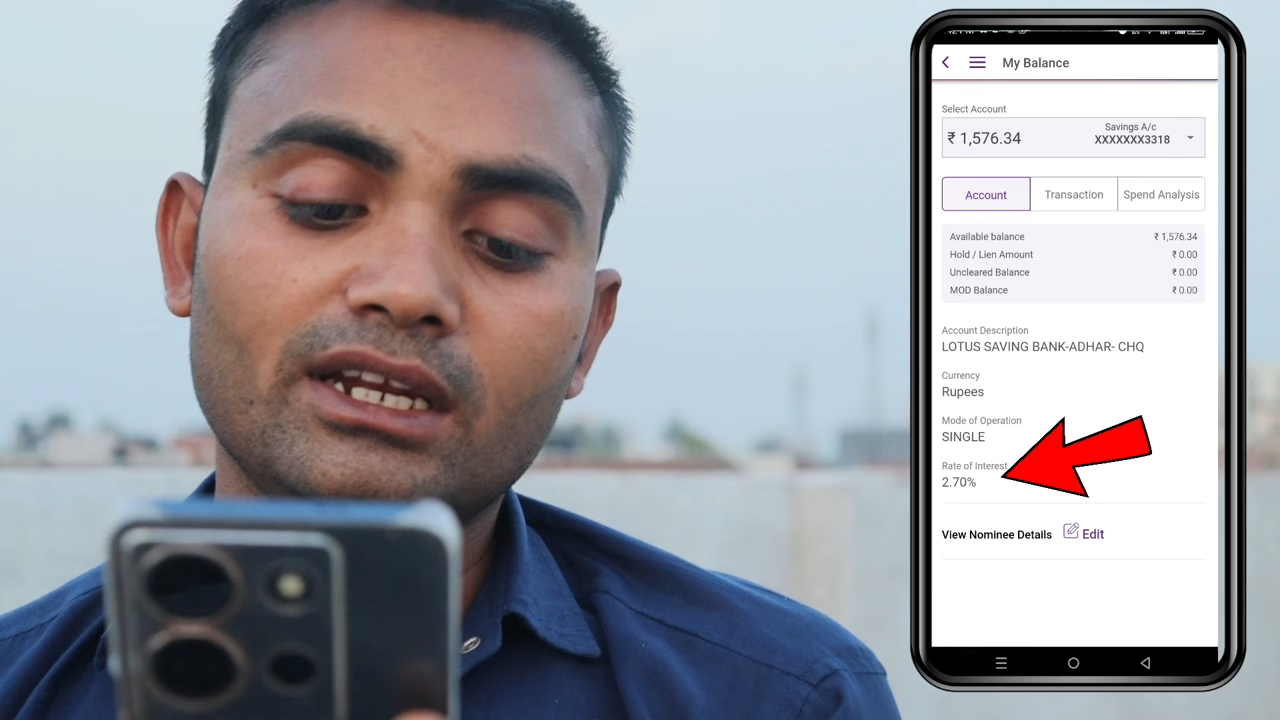 My Balance
Select Account
₹ 1,576.34
Savings A/c
XXXXXXX3318
Account Transaction Spend Analysis
Available balance ₹ 1,576.34
Hold / Lien Amount ₹ 0.00
Uncleared Balance ₹ 0.00
MOD Balance ₹ 0.00
Account Description
LOTUS SAVING BANK-ADHAR- CHQ
Currency
Rupees
Mode of Operation
SINGLE
Rate of Interest
2.70%
View Nominee Details Edit